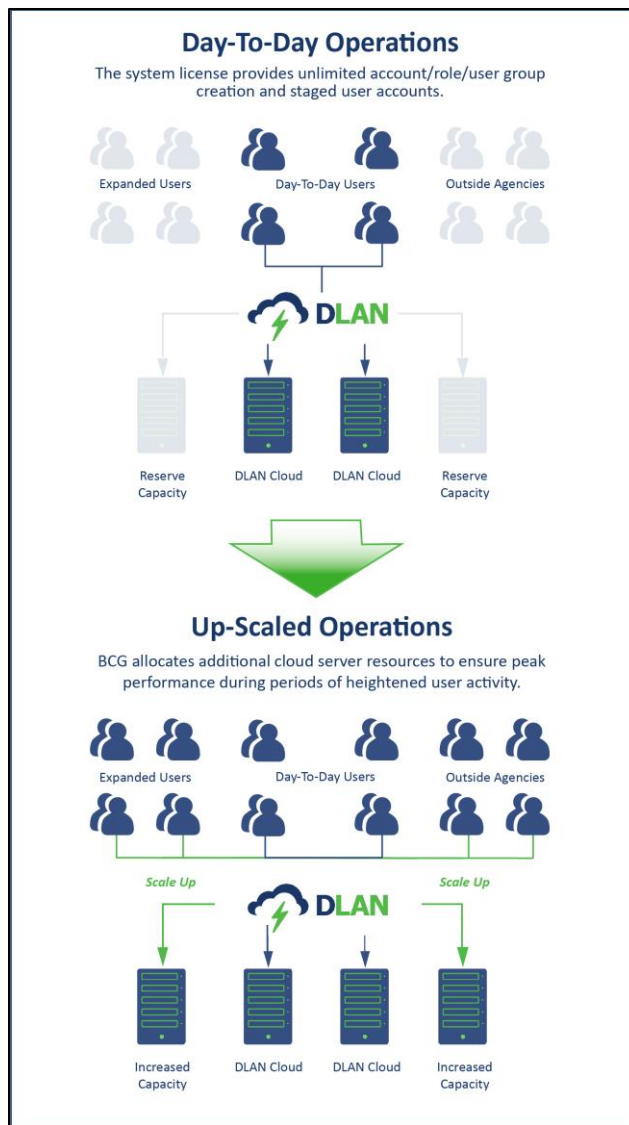 Day-To-Day Operations
The system license provides unlimited account/role/user group
creation and staged user accounts.
Expanded Users
Day-To-Day Users
Outside Agencies
DLAN
Reserve
Capacity
DLAN Cloud
DLAN Cloud
Reserve
Capacity
Up-Scaled Operations
BCG allocates additional cloud server resources to ensure peak
performance during periods of heightened user activity.
Expanded Users
Day-To-Day Users
Outside Agencies
Scale Up
Scale Up
DLAN
Increased
Capacity
DLAN Cloud
DLAN Cloud
Increased
Capacity